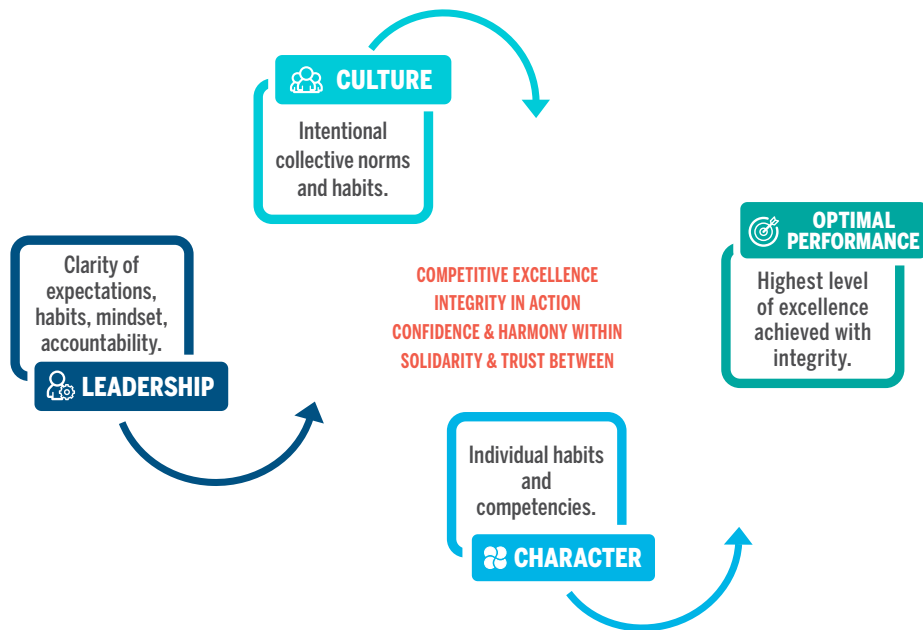 Clarity of
expectations,
habits, mindset,
accountability.
LEADERSHIP
CULTURE
Intentional
collective norms
and habits.
COMPETITIVE EXCELLENCE
INTEGRITY IN ACTION
CONFIDENCE & HARMONY WITHIN
SOLIDARITY & TRUST BETWEEN
Individual habits
and
competencies.
CHARACTER
OPTIMAL
PERFORMANCE
Highest level
of excellence
achieved with
integrity.